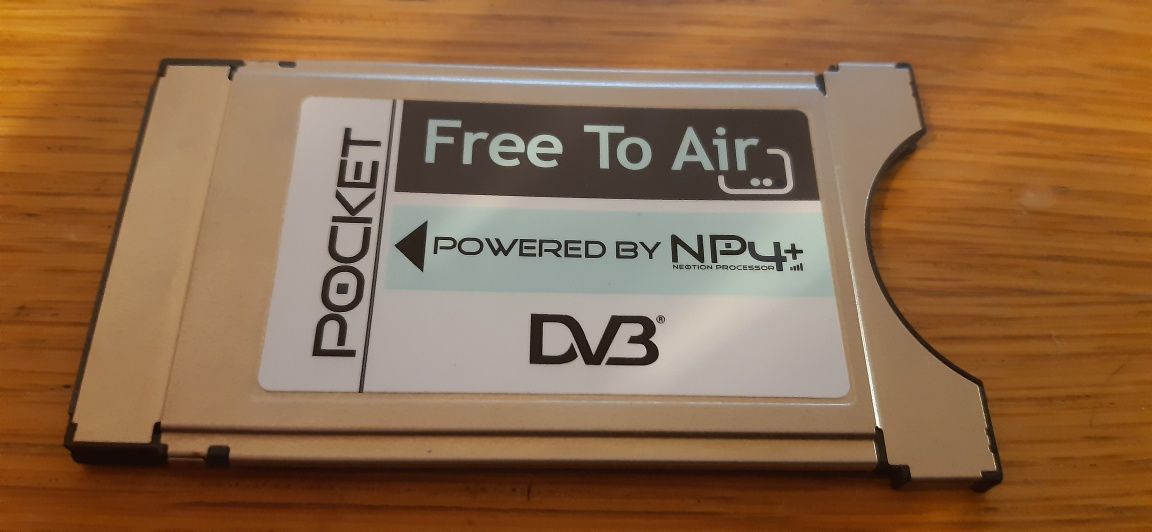 POCKET
Free To Air
POWERED BY NP4+
NEOTION PROCESSOR
DVB®